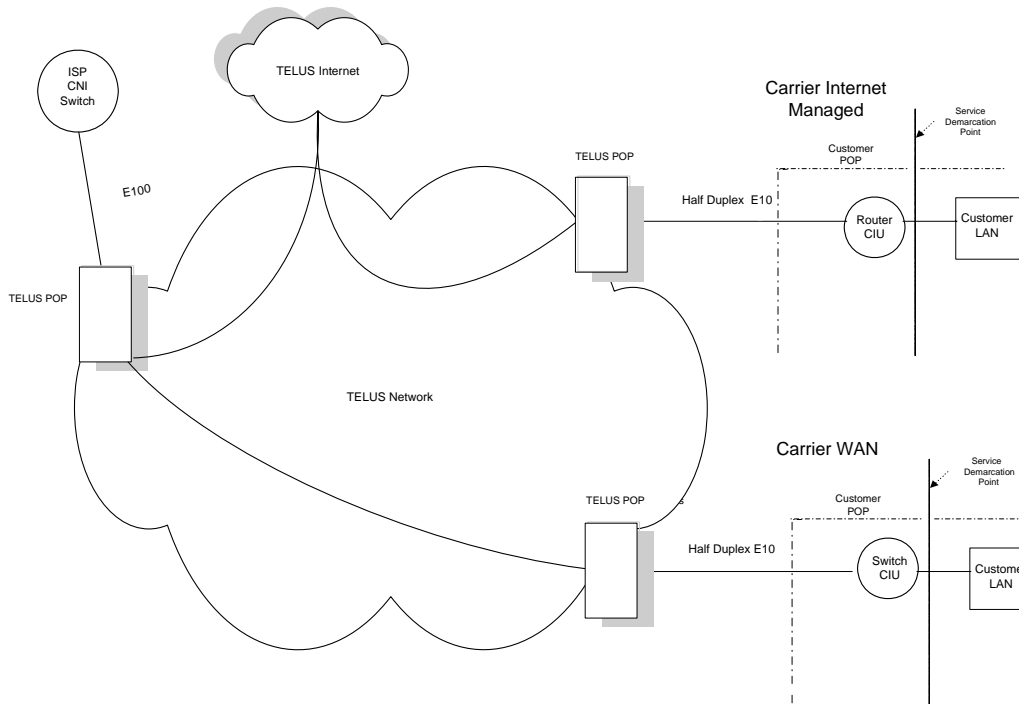 ISP
CNI
Switch
TELUS Internet
Carrier Internet
Managed
Service
Demarcation
Point
E100
TELUS POP
Customer
POP
Half Duplex E10
Router
CIU
Customer
LAN
TELUS POP
TELUS Network
Carrier WAN
Service
Demarcation
Point
TELUS POP
Customer
POP
Half Duplex E10
Switch
CIU
Custome
LAN